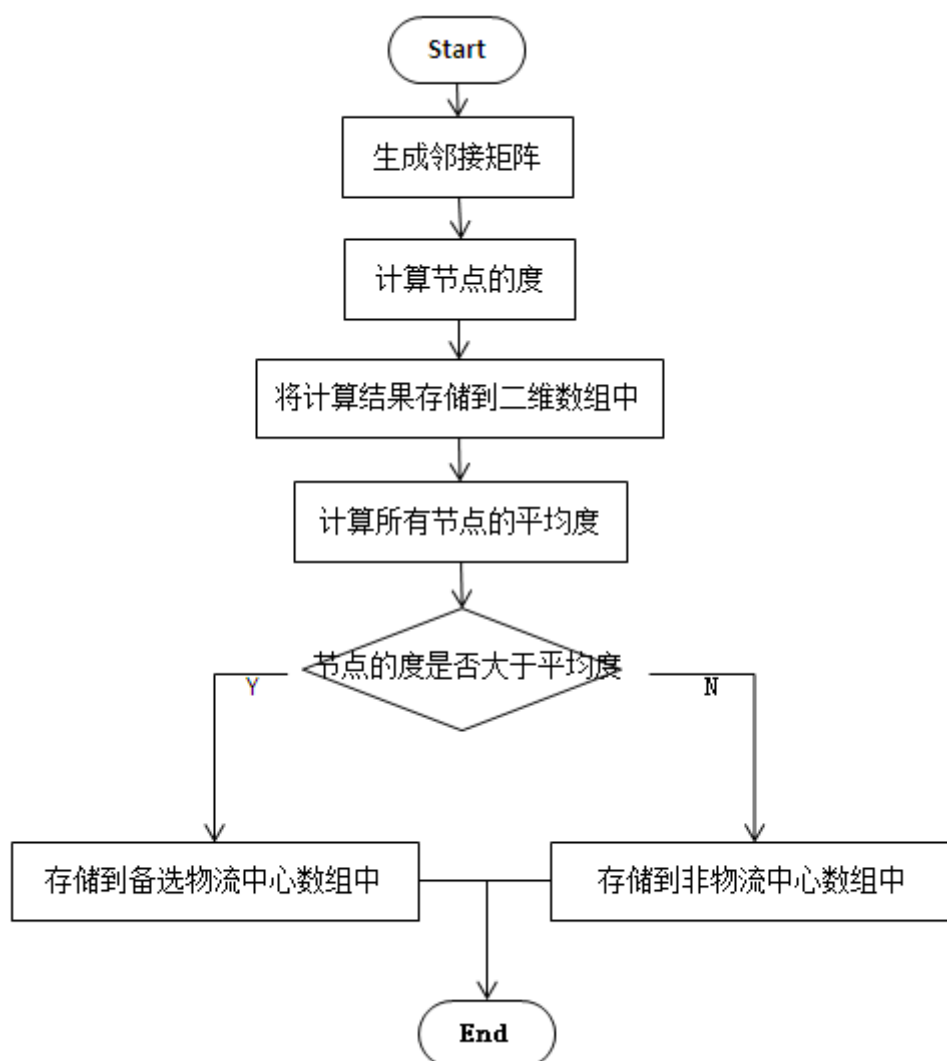 Start
生成邻接矩阵
计算节点的度
将计算结果存储到二维数组中
计算所有节点的平均度
节点的度是否大于平均度
Y
N
存储到备选物流中心数组中
存储到非物流中心数组中
End